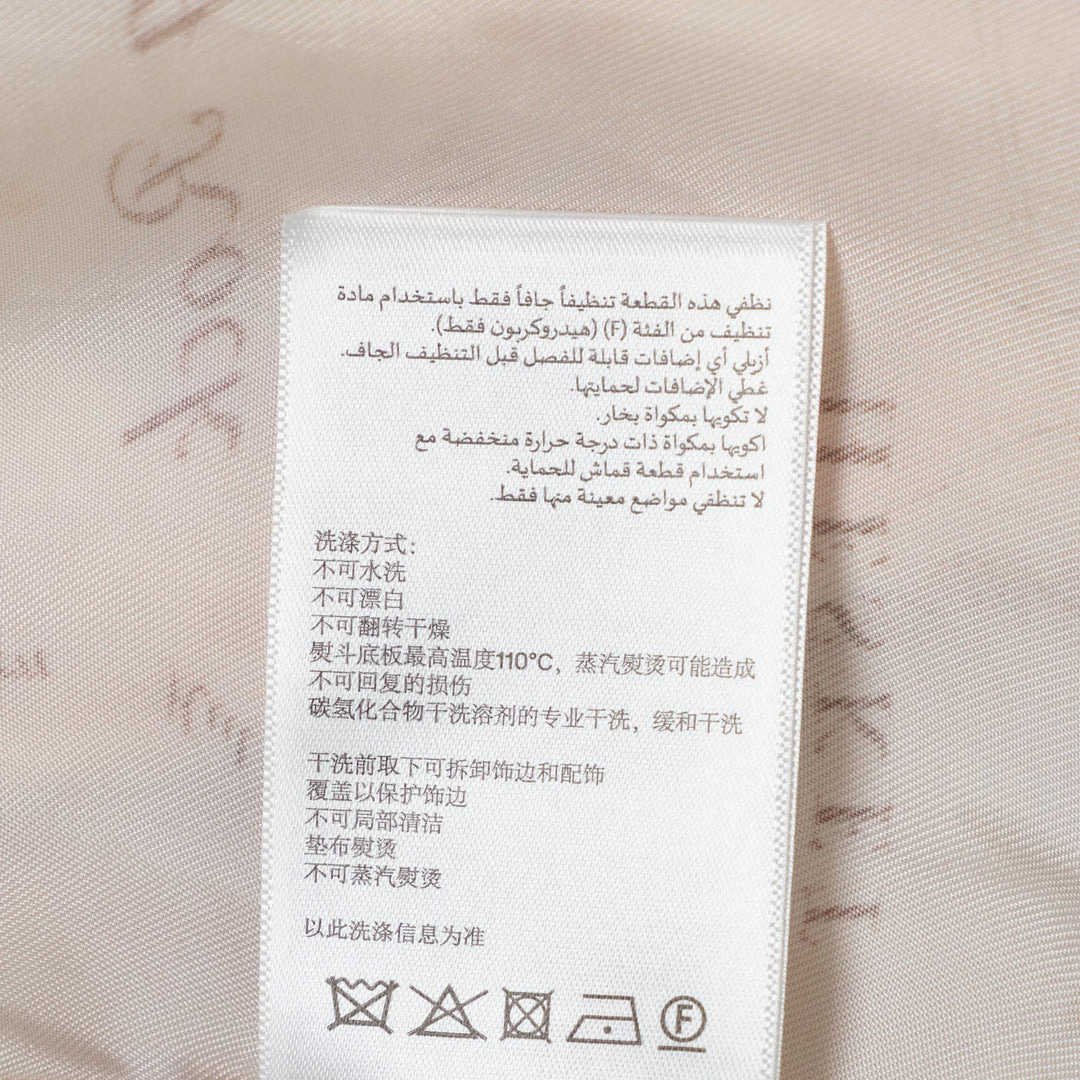 نظفي هذه القطعة تنظيفاً جافاً فقط باستخدام مادة
تنظيف من الفئة (F) (هيدروكربون فقط).
أزيلي أي إضافات قابلة للفصل قبل التنظيف الجاف.
غطي الإضافات لحمايتها.
لا تكويها بمكواة بخار.
اكويها بمكواة ذات درجة حرارة منخفضة مع
استخدام قطعة قماش للحماية.
لا تنظفي مواضع معينة منها فقط.
洗涤方式：
不可水洗
不可漂白
不可翻转干燥
熨斗底板最高温度110°C，蒸汽熨烫可能造成
不可回复的损伤
碳氢化合物干洗溶剂的专业干洗，缓和干洗
干洗前取下可拆卸饰边和配饰
覆盖以保护饰边
不可局部清洁
垫布熨烫
不可蒸汽熨烫
以此洗涤信息为准
F